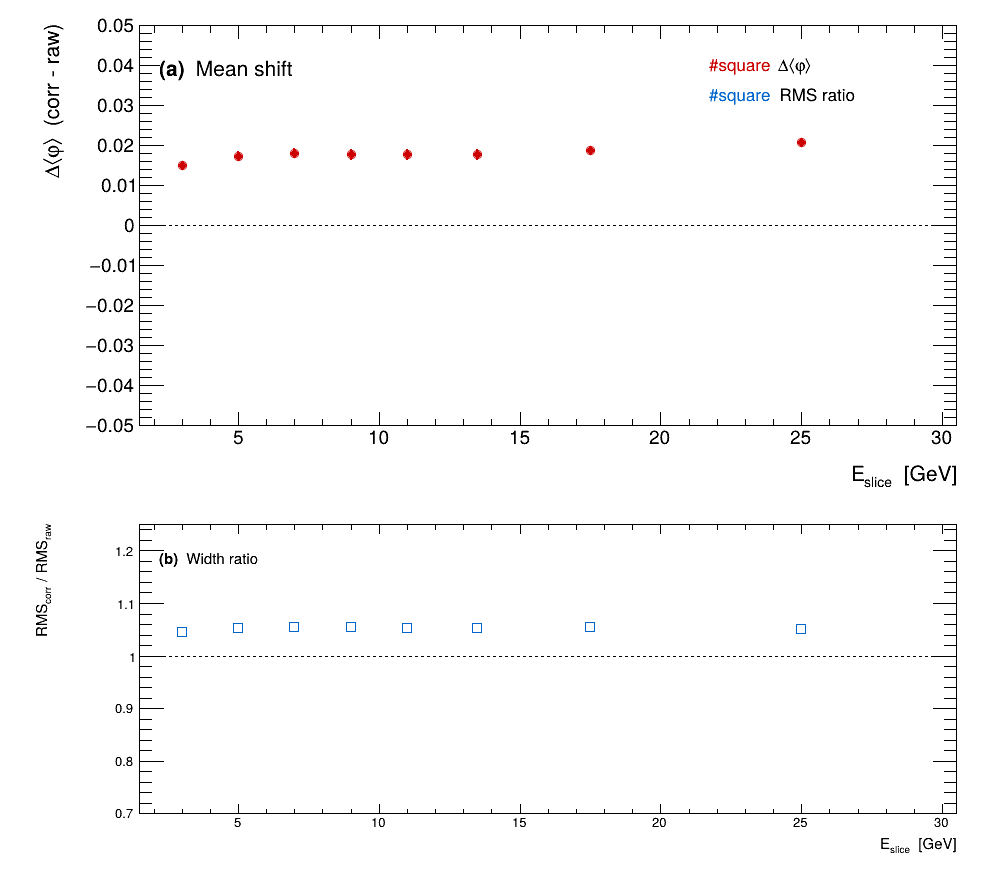 Δ⟨φ⟩ (corr - raw)
0.05
0.04
0.03
0.02
0.01
0
−0.01
−0.02
−0.03
−0.04
−0.05
(a) Mean shift
#square Δ⟨φ⟩
#square RMS ratio
5 10 15 20 25 30
E_slice [GeV]
RMS_corr / RMS_raw
1.2
1.1
1
0.9
0.8
0.7
(b) Width ratio
5 10 15 20 25 30
E_slice [GeV]